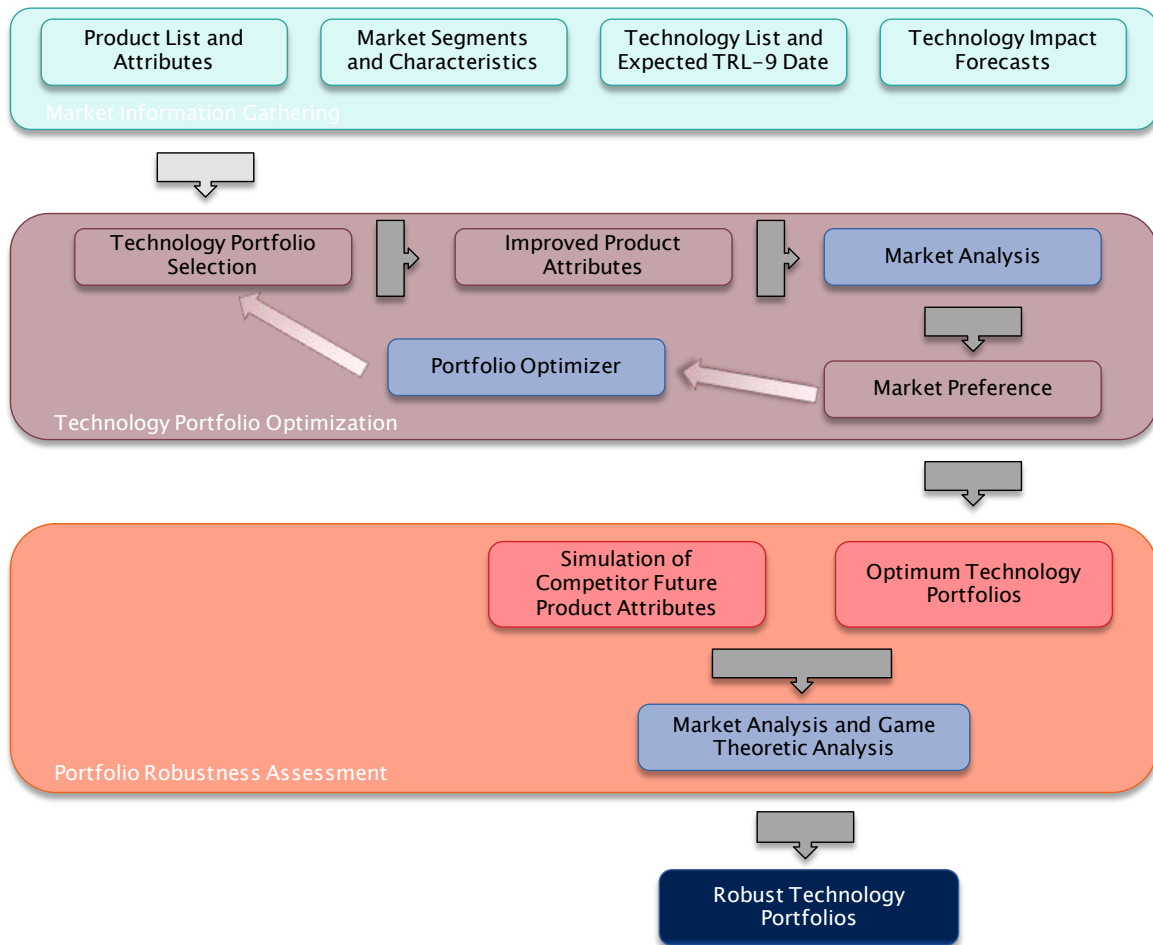 Product List and
Attributes
Market Segments
and Characteristics
Technology List and
Expected TRL-9 Date
Technology Impact
Forecasts
Market Information Gathering
Technology Portfolio
Selection
Improved Product
Attributes
Market Analysis
Portfolio Optimizer
Market Preference
Technology Portfolio Optimization
Simulation of
Competitor Future
Product Attributes
Optimum Technology
Portfolios
Market Analysis and Game
Theoretic Analysis
Portfolio Robustness Assessment
Robust Technology
Portfolios